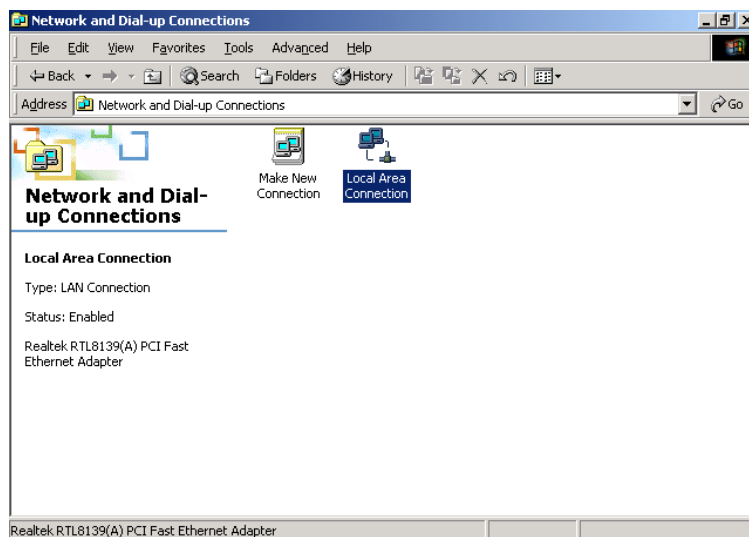 Network and Dial-up Connections
File Edit View Favorites Tools Advanced Help
Back Search Folders History
Address Network and Dial-up Connections Go
Make New Connection
Local Area Connection
Network and Dial-
up Connections
Local Area Connection
Type: LAN Connection
Status: Enabled
Realtek RTL8139(A) PCI Fast
Ethernet Adapter
Realtek RTL8139(A) PCI Fast Ethernet Adapter